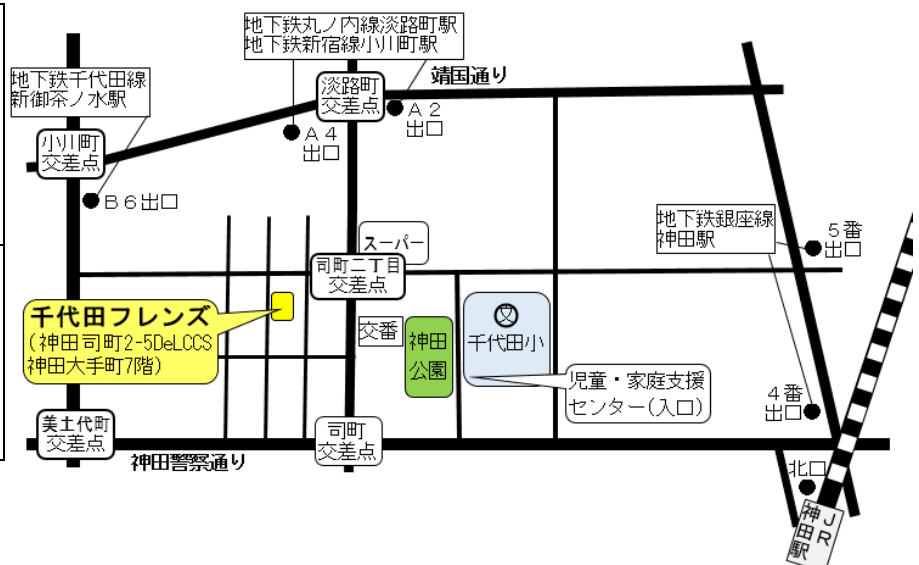 地下鉄丸ノ内線淡路町駅
地下鉄新宿線小川町駅
地下鉄千代田線
新御茶ノ水駅
淡路町
交差点
靖国通り
A2
出口
A4
出口
小川町
交差点
B6出口
地下鉄銀座線
神田駅
5番
出口
スーパー
司町二丁目
交差点
千代田フレンズ
(神田司町2-5DeLCCS
神田大手町7階)
交番
神田
公園
文
千代田小
児童・家庭支援
センター(入口)
4番
出口
美土代町
交差点
司町
交差点
神田警察通り
北口
JR
神田駅